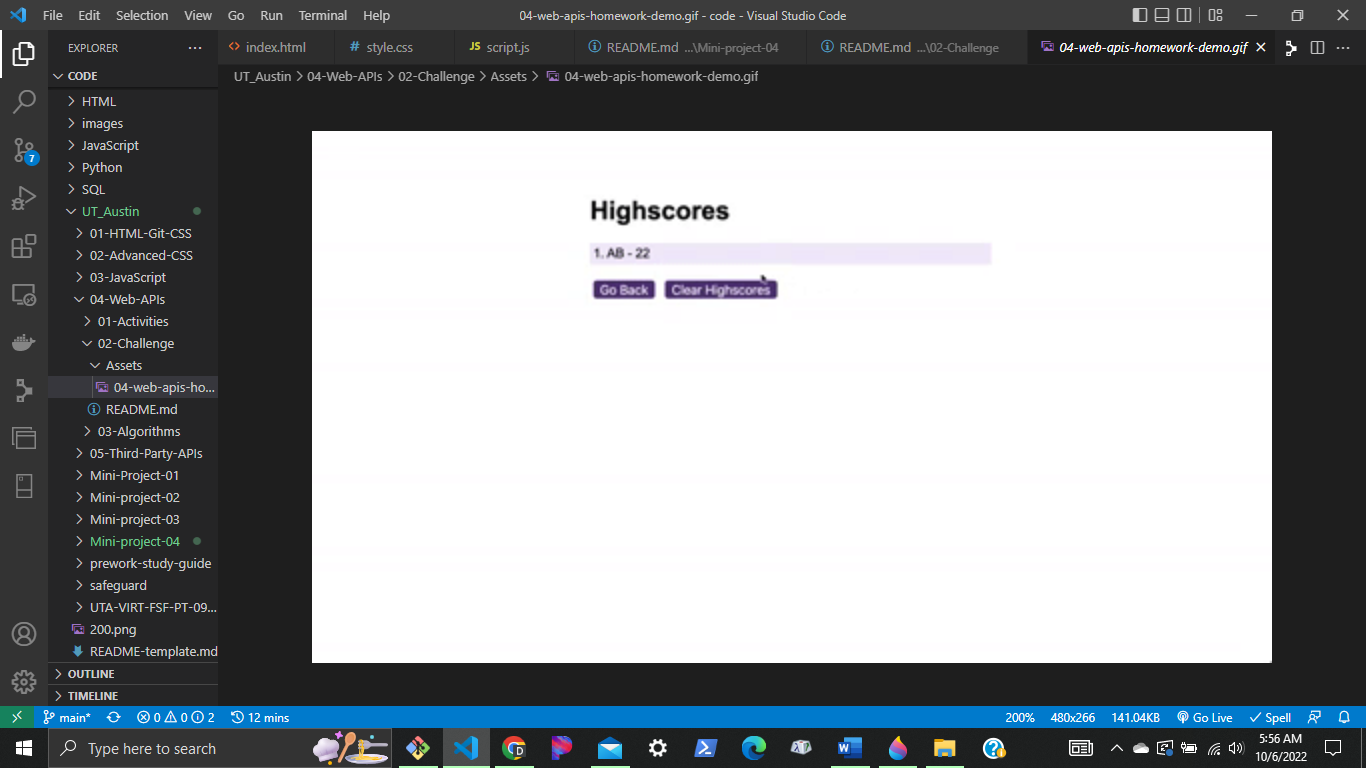 File Edit Selection View Go Run Terminal Help 04-web-apis-homework-demo.gif - code - Visual Studio Code
EXPLORER
index.html style.css JS script.js README.md ...\Mini-project-04 README.md ...\02-Challenge 04-web-apis-homework-demo.gif
CODE
UT_Austin > 04-Web-APIs > 02-Challenge > Assets > 04-web-apis-homework-demo.gif
HTML
images
JavaScript
Python
SQL
UT_Austin
01-HTML-Git-CSS
02-Advanced-CSS
03-JavaScript
04-Web-APIs
01-Activities
02-Challenge
Assets
04-web-apis-ho...
README.md
03-Algorithms
05-Third-Party-APIs
Mini-Project-01
Mini-project-02
Mini-project-03
Mini-project-04
prework-study-guide
safeguard
UTA-VIRT-FSF-PT-09...
200.png
README-template.md
OUTLINE
TIMELINE
7
Highscores
1. AB - 22
Go Back Clear Highscores
main* 0 0 2 12 mins 200% 480x266 141.04KB Go Live Spell
Type here to search
5:56 AM
10/6/2022